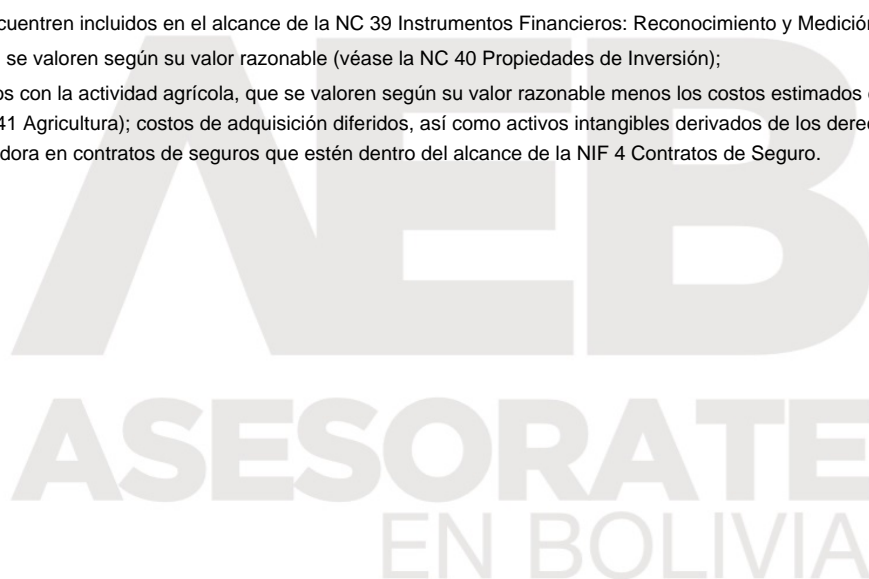 cuentren incluidos en el alcance de la NC 39 Instrumentos Financieros: Reconocimiento y Medición
se valoren según su valor razonable (véase la NC 40 Propiedades de Inversión);
os con la actividad agrícola, que se valoren según su valor razonable menos los costos estimados
41 Agricultura); costos de adquisición diferidos, así como activos intangibles derivados de los derec
dora en contratos de seguros que estén dentro del alcance de la NIF 4 Contratos de Seguro.
AEB
ASESORATE
EN BOLIVIA